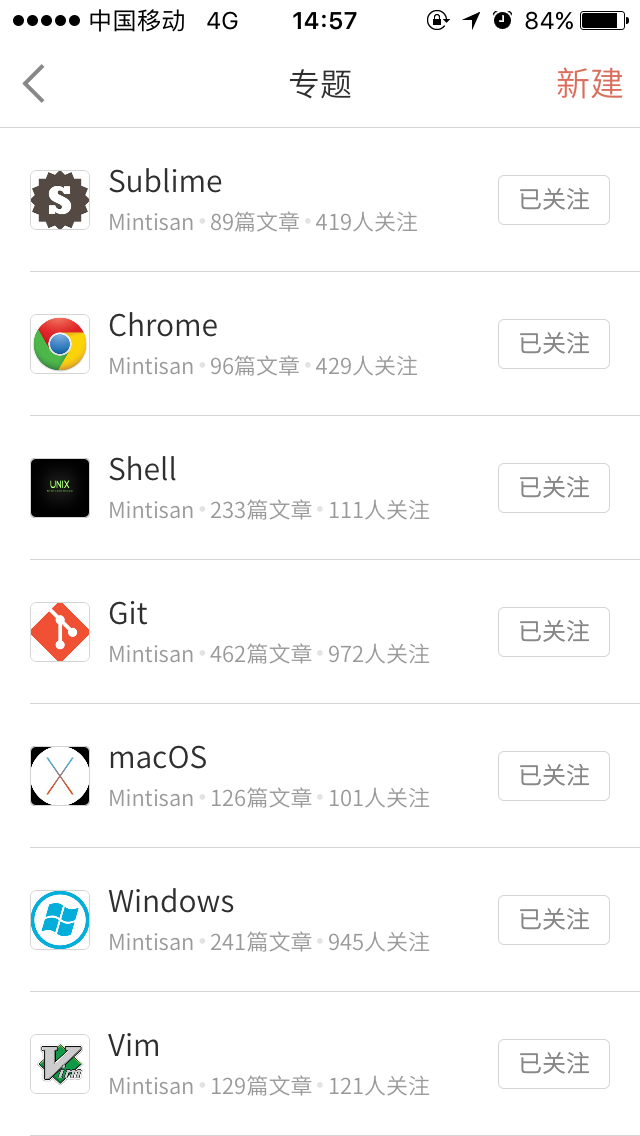 中国移动 4G 14:57 84%
专题 新建
Sublime
Mintisan 89篇文章 419人关注
已关注
Chrome
Mintisan 96篇文章 429人关注
已关注
UNIX
Shell
Mintisan 233篇文章 111人关注
已关注
Git
Mintisan 462篇文章 972人关注
已关注
macOS
Mintisan 126篇文章 101人关注
已关注
Windows
Mintisan 241篇文章 945人关注
已关注
Vim
Mintisan 129篇文章 121人关注
已关注